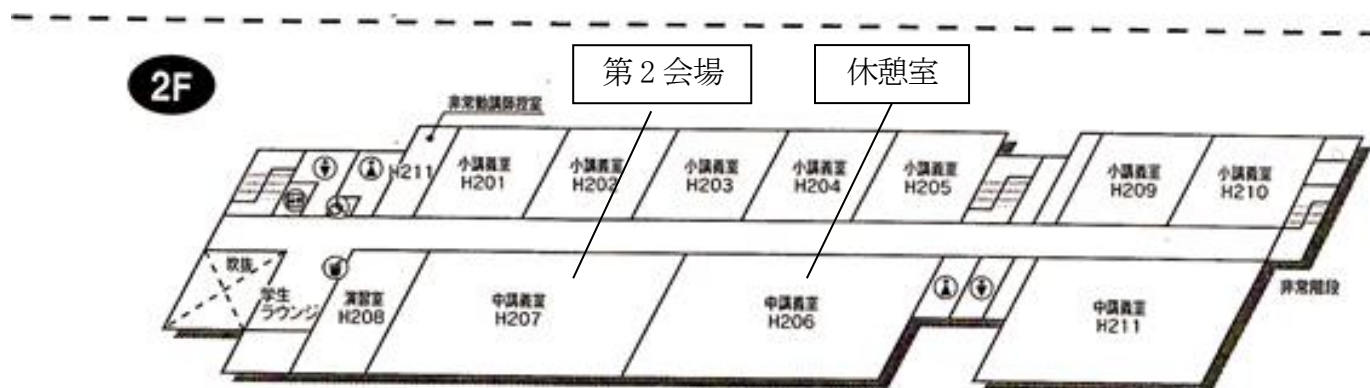 2F
第2会場
休憩室
非常勤講師控室
H211
小講義室
H201
小講義室
H202
小講義室
H203
小講義室
H204
小講義室
H205
小講義室
H209
小講義室
H210
吹抜
学生
ラウンジ
演習室
H208
中講義室
H207
中講義室
H206
中講義室
H211
非常階段